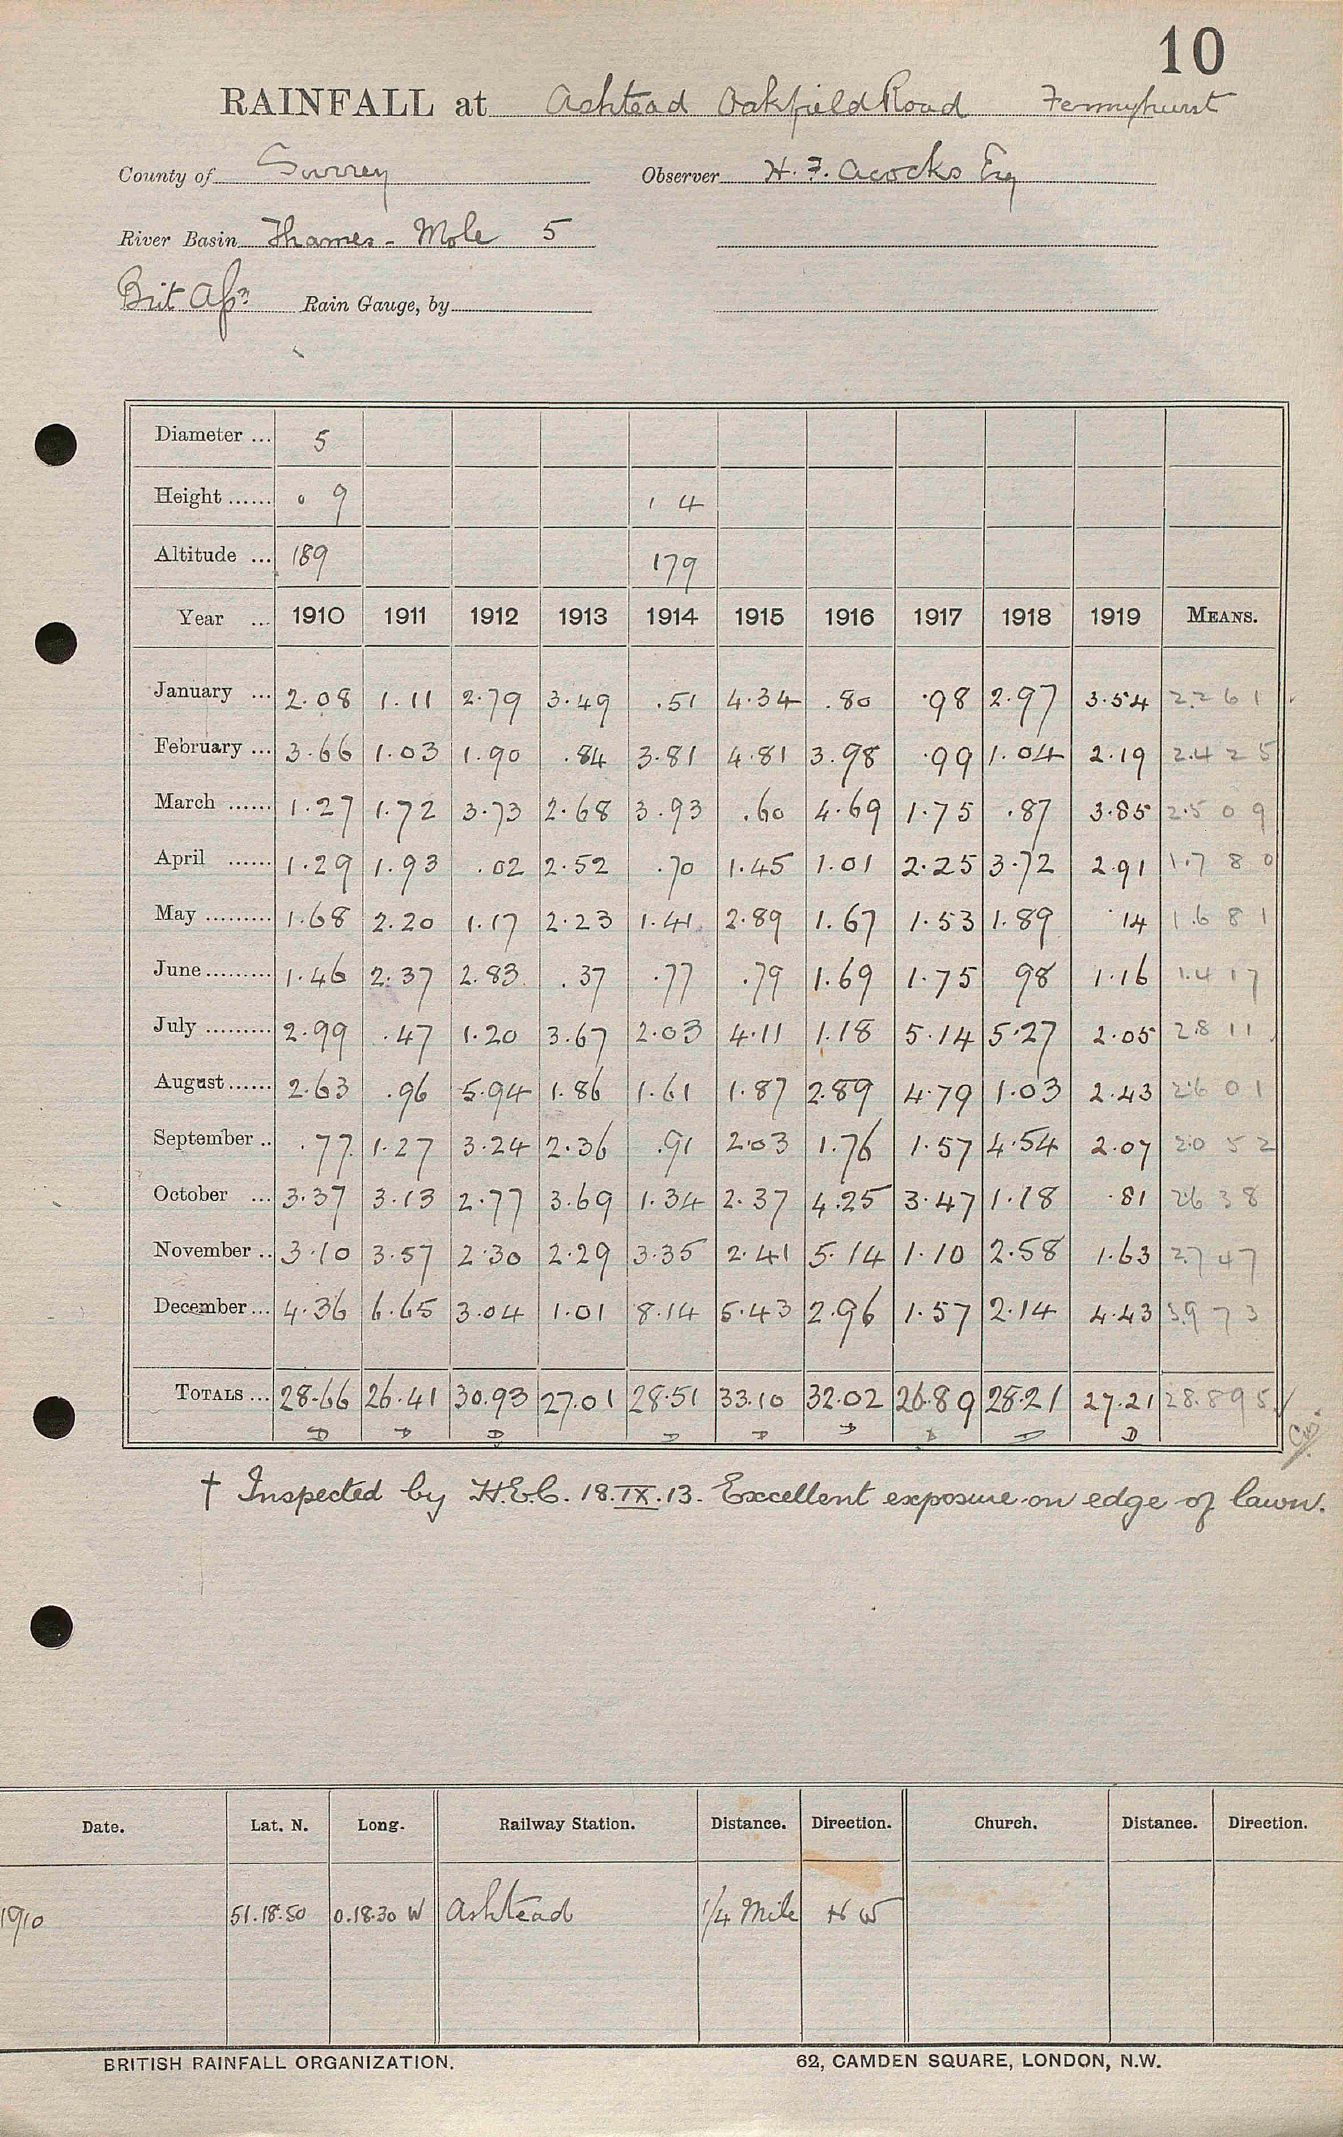 10
RAINFALL at Ashtead Oakfield Road Fernyhurst
County of Surrey Observer H. F. Acocks Esq
River Basin Thames - Mole 5
Brit Assn Rain Gauge, by
Diameter ... 5
Height ...... 0 9 1 4
Altitude ... 189 179
Year ... 1910 1911 1912 1913 1914 1915 1916 1917 1918 1919 MEANS.
January ... 2.08 1.11 2.79 3.49 .51 4.34 .80 .98 2.97 3.54 2.261
February ... 3.66 1.03 1.90 .84 3.81 4.81 3.98 .99 1.04 2.19 2.425
March ...... 1.27 1.72 3.73 2.68 3.93 .60 4.69 1.75 .87 3.85 2.509
April ...... 1.29 1.93 .02 2.52 .70 1.45 1.01 2.25 3.72 2.91 1.780
May ......... 1.68 2.20 1.17 2.23 1.41 2.89 1.67 1.53 1.89 .14 1.681
June ......... 1.46 2.37 2.83 .37 .77 .79 1.69 1.75 98 1.16 1.417
July ......... 2.99 .47 1.20 3.67 2.03 4.11 1.18 5.14 5.27 2.05 2.811
August ...... 2.63 .96 5.94 1.86 1.61 1.87 2.89 4.79 1.03 2.43 2.601
September .. .77 1.27 3.24 2.36 .91 2.03 1.76 1.57 4.54 2.07 2.052
October ... 3.37 3.13 2.77 3.69 1.34 2.37 4.25 3.47 1.18 .81 2.638
November .. 3.10 3.57 2.30 2.29 3.35 2.41 5.14 1.10 2.58 1.63 2.747
December ... 4.36 6.65 3.04 1.01 8.14 5.43 2.96 1.57 2.14 4.43 3.973
TOTALS ... 28.66 26.41 30.93 27.01 28.51 33.10 32.02 26.89 28.21 27.21 28.895
D D D D D D D D D
† Inspected by H.E.C. 18.IX.13. Excellent exposure on edge of lawn.
Date. Lat. N. Long. Railway Station. Distance. Direction. Church. Distance. Direction.
1910 51.18.50 0.18.30 W Ashtead 1/4 Mile N W
BRITISH RAINFALL ORGANIZATION. 62, CAMDEN SQUARE, LONDON, N.W.